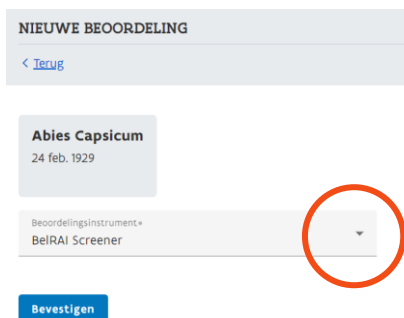 NIEUWE BEOORDELING
< Terug
Abies Capsicum
24 feb. 1929
Beoordelingsinstrument*
BelRAI Screener
Bevestigen